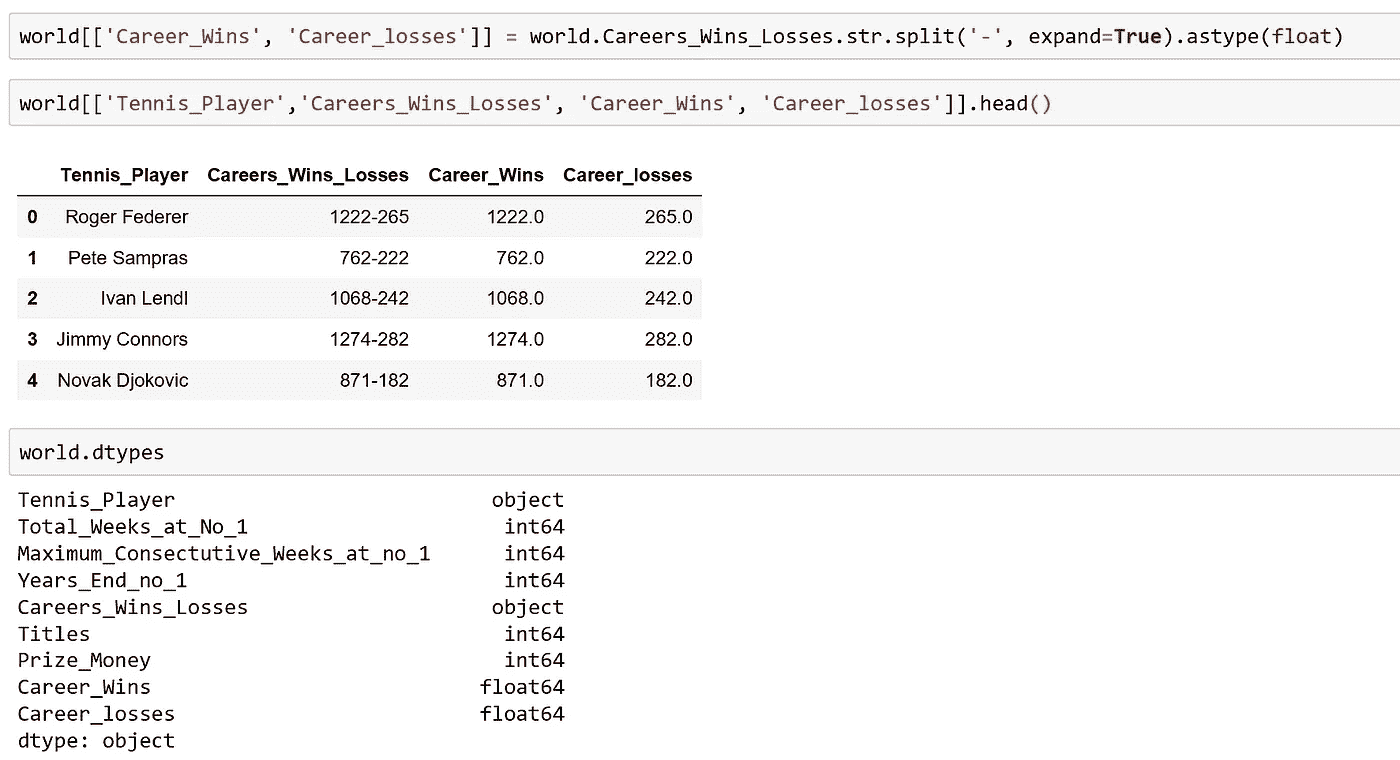 world[['Career_Wins', 'Career_losses']] = world.Careers_Wins_Losses.str.split('-', expand=True).astype(float)
world[['Tennis_Player','Careers_Wins_Losses', 'Career_Wins', 'Career_losses']].head()
Tennis_Player Careers_Wins_Losses Career_Wins Career_losses
0 Roger Federer 1222-265 1222.0 265.0
1 Pete Sampras 762-222 762.0 222.0
2 Ivan Lendl 1068-242 1068.0 242.0
3 Jimmy Connors 1274-282 1274.0 282.0
4 Novak Djokovic 871-182 871.0 182.0
world.dtypes
Tennis_Player object
Total_Weeks_at_No_1 int64
Maximum_Consectutive_Weeks_at_no_1 int64
Years_End_no_1 int64
Careers_Wins_Losses object
Titles int64
Prize_Money int64
Career_Wins float64
Career_losses float64
dtype: object